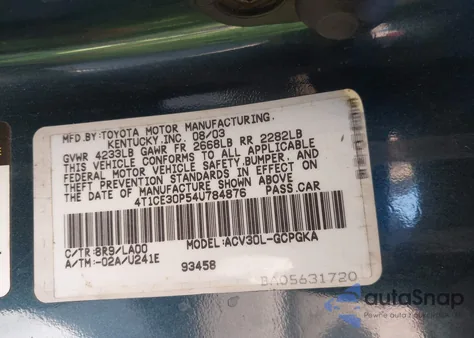 MFD.BY:TOYOTA MOTOR MANUFACTURING.
KENTUCKY.INC. 08/03
GVWR 4233LB GAWR FR 2668LB RR 2282LB
THIS VEHICLE CONFORMS TO ALL APPLICABLE
FEDERAL MOTOR VEHICLE SAFETY.BUMPER, AND
THEFT PREVENTION STANDARDS IN EFFECT ON
THE DATE OF MANUFACTURE SHOWN ABOVE
4T1CE30P54U784876 PASS.CAR
C/TR:8R9/LA00 MODEL:ACV30L-GCPGKA
A/TM:-02A/U241E 93458
BA05631720
autoSnap
Pewne auto z